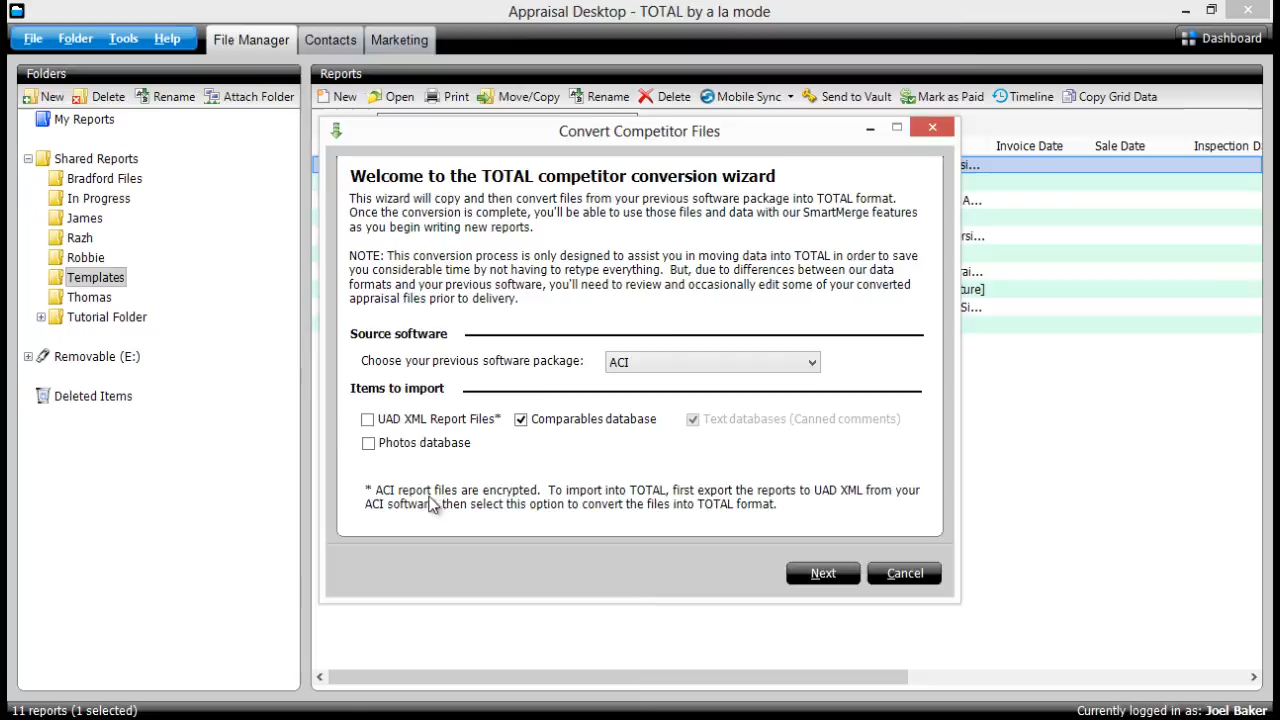 Appraisal Desktop - TOTAL by a la mode
File Folder Tools Help File Manager Contacts Marketing Dashboard
Folders
New Delete Rename Attach Folder
My Reports
Shared Reports
Bradford Files
In Progress
James
Razh
Robbie
Templates
Thomas
Tutorial Folder
Removable (E:)
Deleted Items
Reports
New Open Print Move/Copy Rename Delete Mobile Sync Send to Vault Mark as Paid Timeline Copy Grid Data
Invoice Date Sale Date Inspection D
si...
A...
rsi...
rai...
ture]
Si...
Convert Competitor Files
Welcome to the TOTAL competitor conversion wizard
This wizard will copy and then convert files from your previous software package into TOTAL format.
Once the conversion is complete, you'll be able to use those files and data with our SmartMerge features
as you begin writing new reports.
NOTE: This conversion process is only designed to assist you in moving data into TOTAL in order to save
you considerable time by not having to retype everything. But, due to differences between our data
formats and your previous software, you'll need to review and occasionally edit some of your converted
appraisal files prior to delivery.
Source software
Choose your previous software package: ACI
Items to import
UAD XML Report Files* Comparables database Text databases (Canned comments)
Photos database
* ACI report files are encrypted. To import into TOTAL, first export the reports to UAD XML from your
ACI software then select this option to convert the files into TOTAL format.
Next Cancel
11 reports (1 selected)
Currently logged in as: Joel Baker